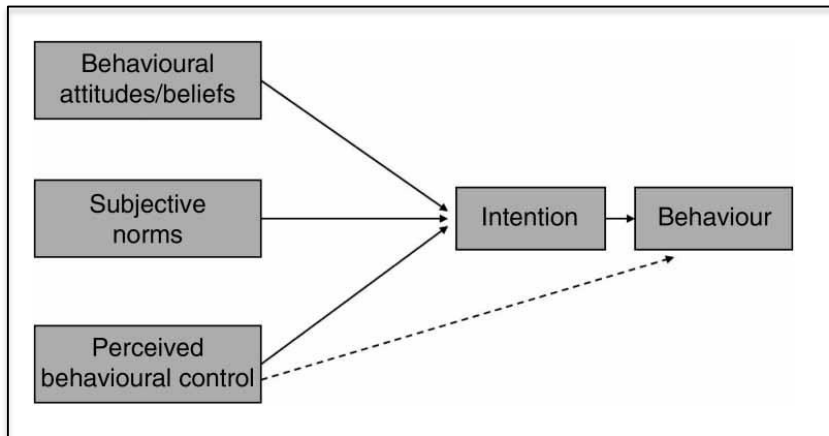 Behavioural
attitudes/beliefs
Subjective
norms
Intention
Behaviour
Perceived
behavioural control